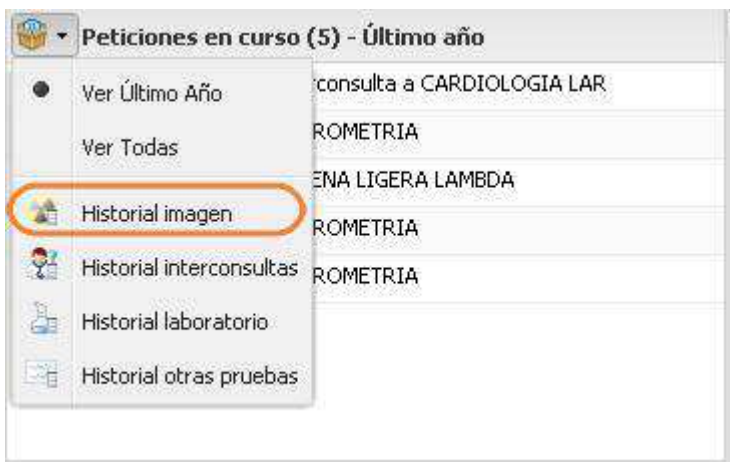 Peticiones en curso (5) - Último año
Ver Último Año
consulta a CARDIOLOGIA LAR
Ver Todas
ROMETRIA
ENA LIGERA LAMBDA
Historial imagen
ROMETRIA
Historial interconsultas
ROMETRIA
Historial laboratorio
Historial otras pruebas